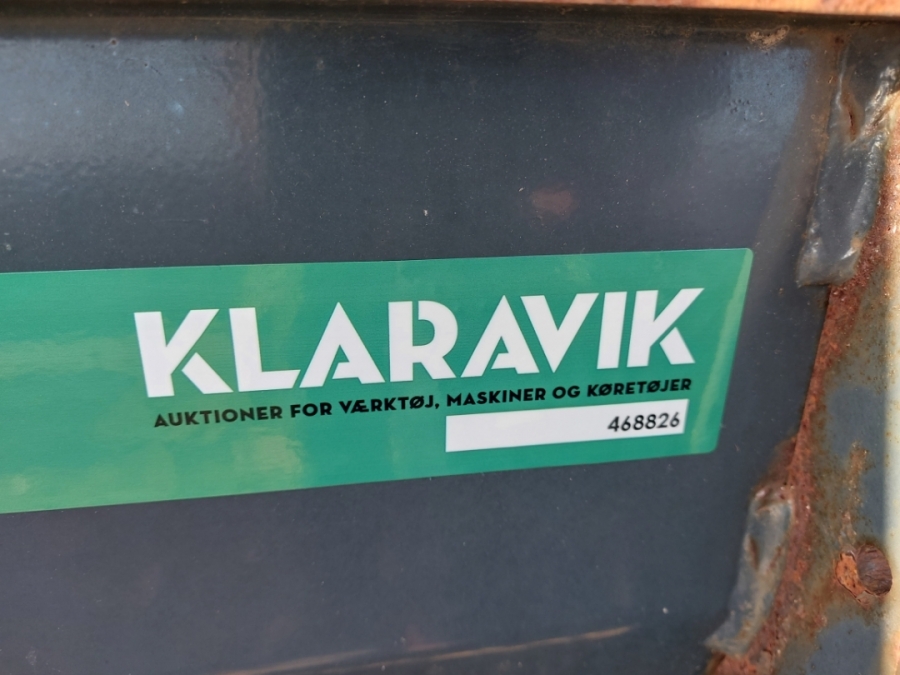 KLARAVIK
AUKTIONER FOR VÆRKTØJ, MASKINER OG KØRETØJER
468826